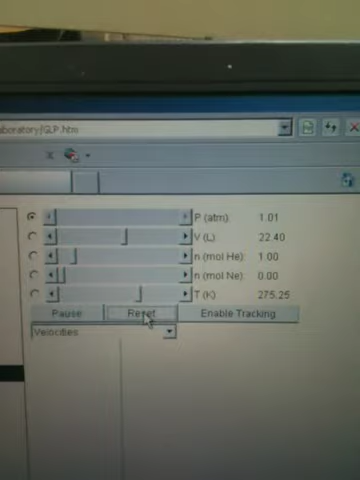 aboratory/GLP.htm
P (atm): 1.01
V (L): 22.40
n (mol He): 1.00
n (mol Ne): 0.00
T (K): 275.25
Pause Reset Enable Tracking
Velocities